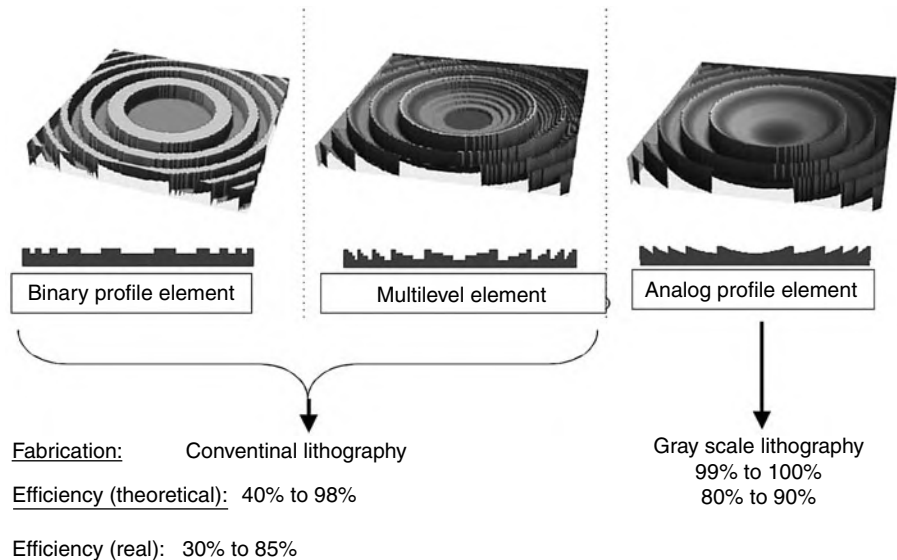 Binary profile element
Multilevel element
Analog profile element
Fabrication: Conventinal lithography
Gray scale lithography
Efficiency (theoretical): 40% to 98%
99% to 100%
80% to 90%
Efficiency (real): 30% to 85%